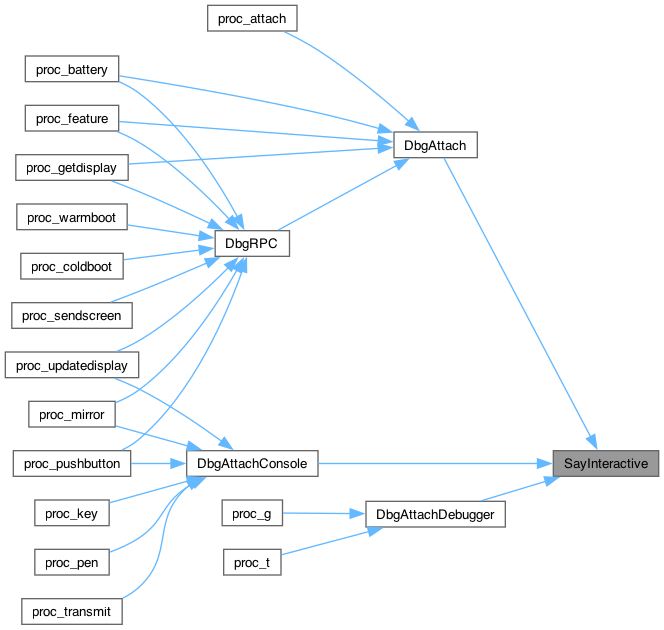 proc_attach
proc_battery
proc_feature
DbgAttach
proc_getdisplay
proc_warmboot
DbgRPC
proc_coldboot
proc_sendscreen
proc_updatedisplay
proc_mirror
proc_pushbutton
DbgAttachConsole
SayInteractive
proc_key
proc_g
DbgAttachDebugger
proc_pen
proc_t
proc_transmit